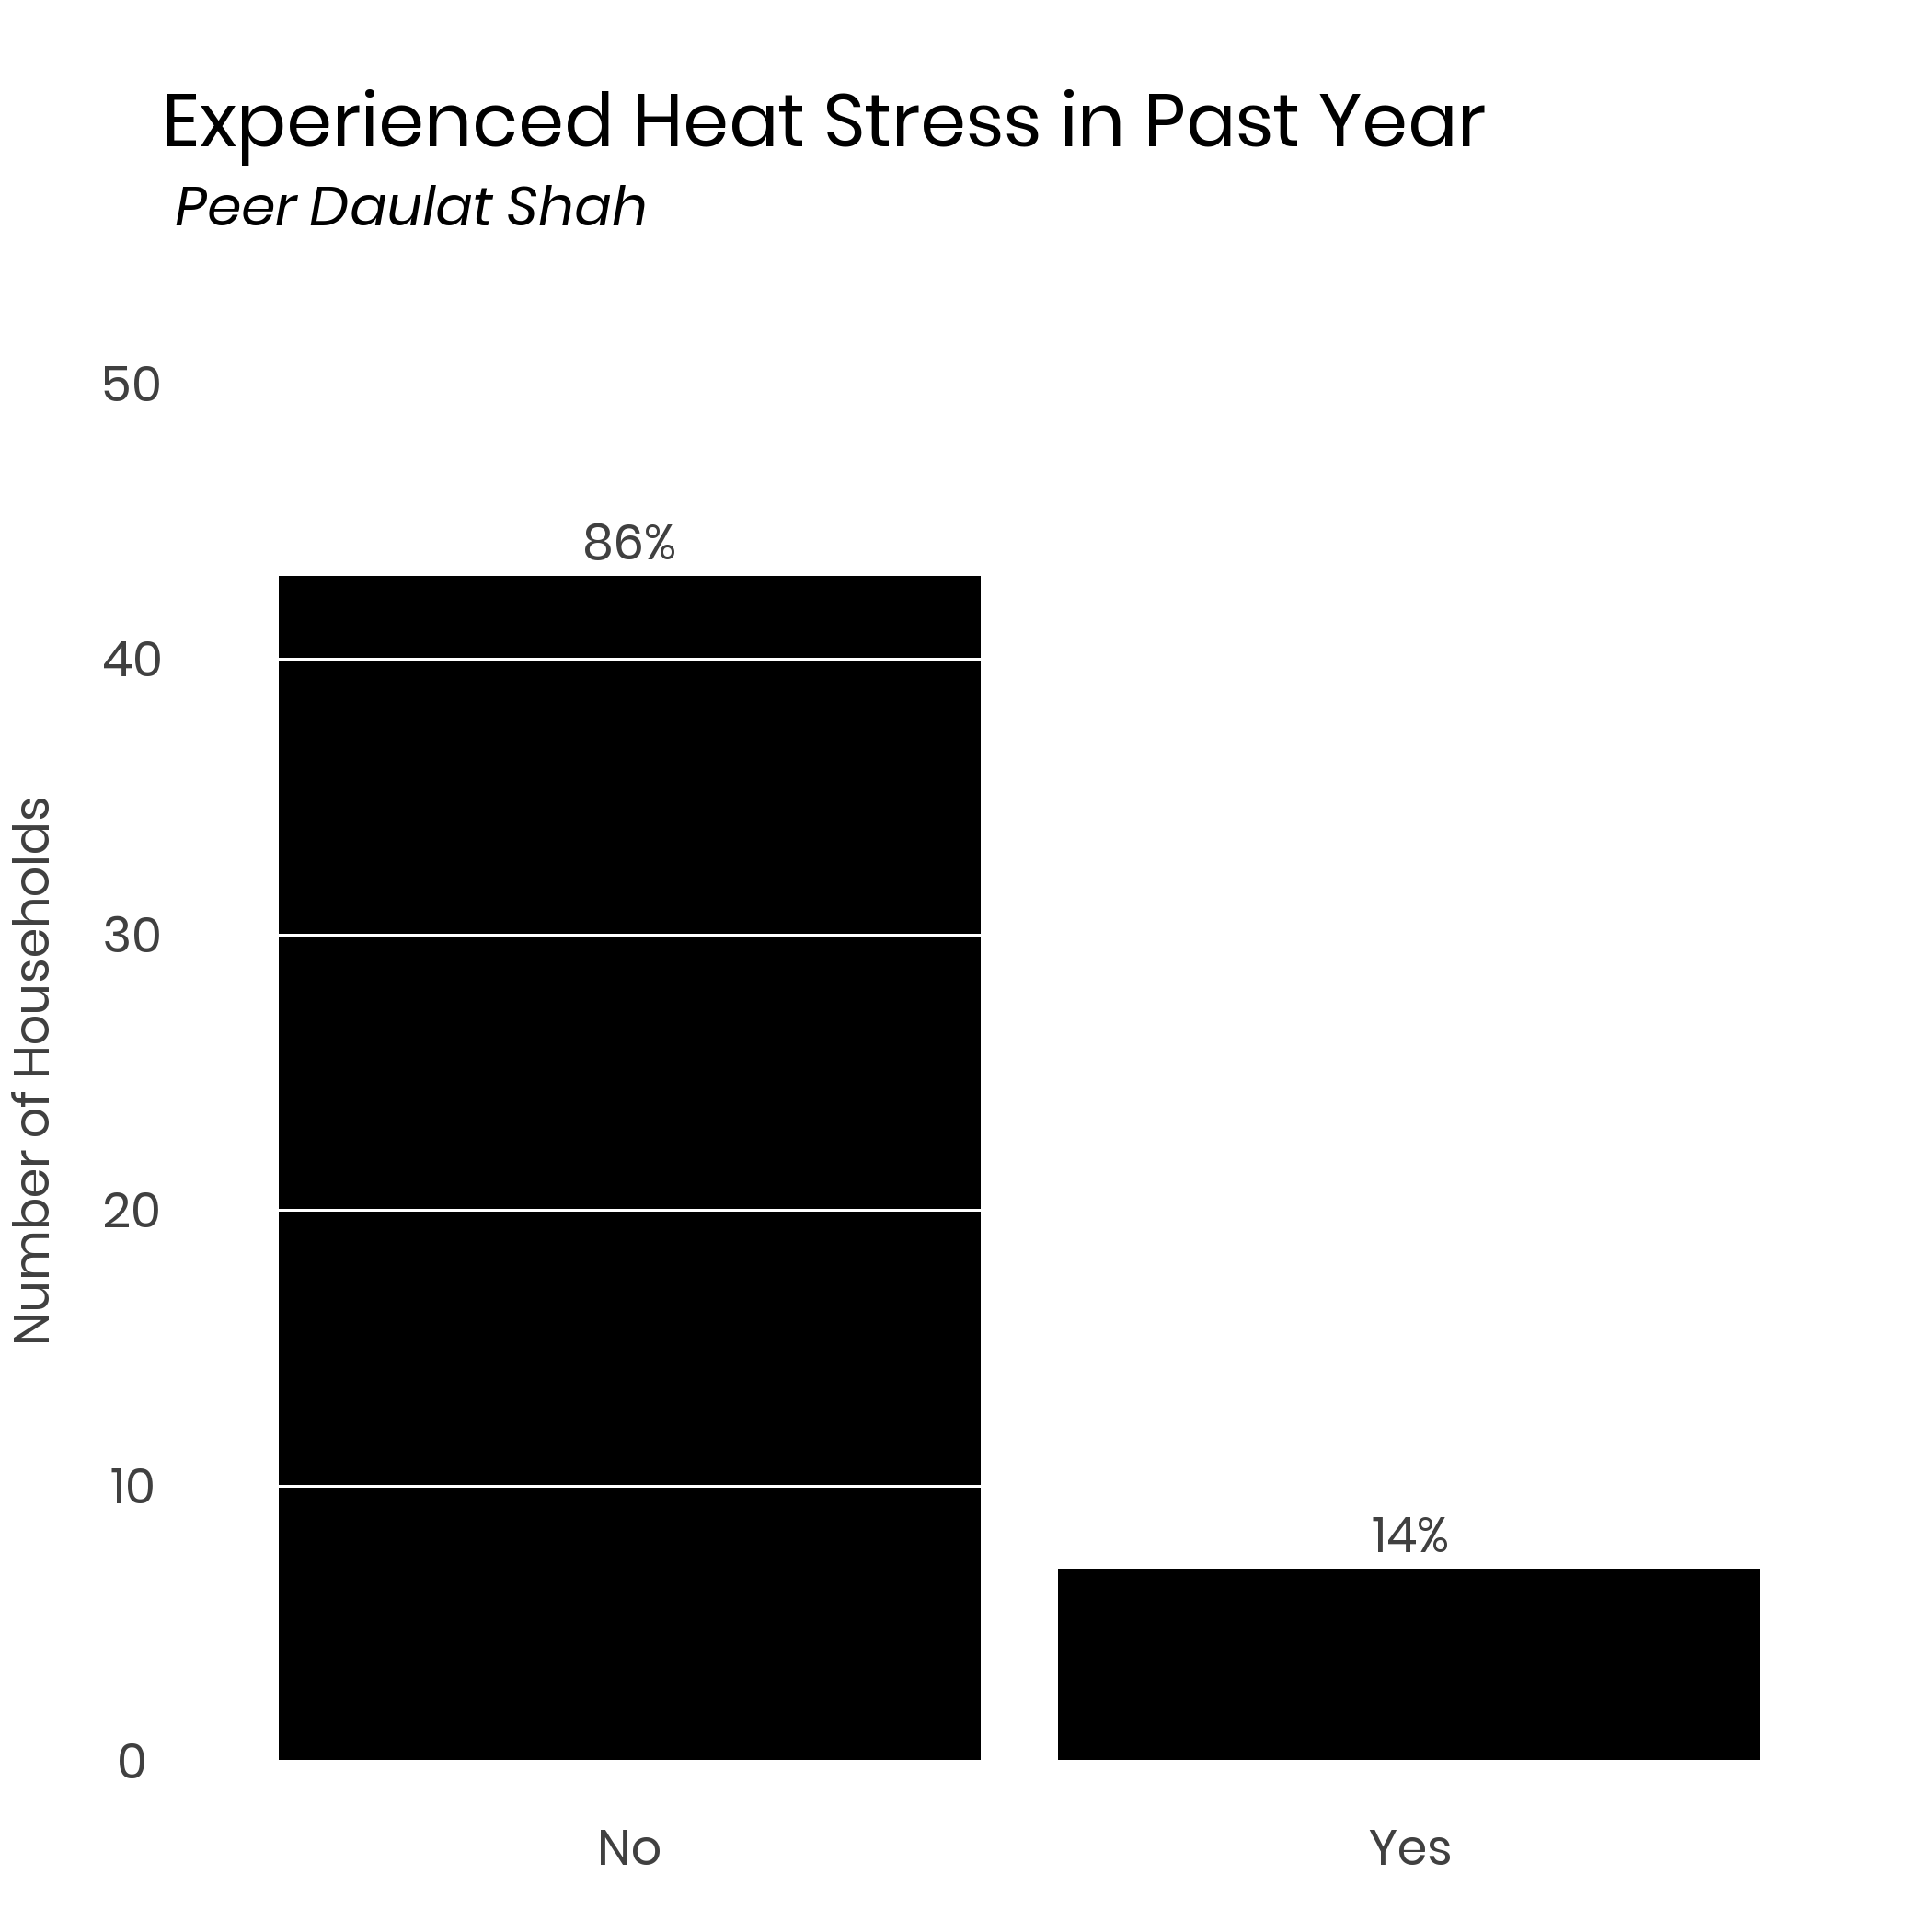 Experienced Heat Stress in Past Year
Peer Daulat Shah
50
86%
40
30
Number of Households
20
10
14%
0
No
Yes